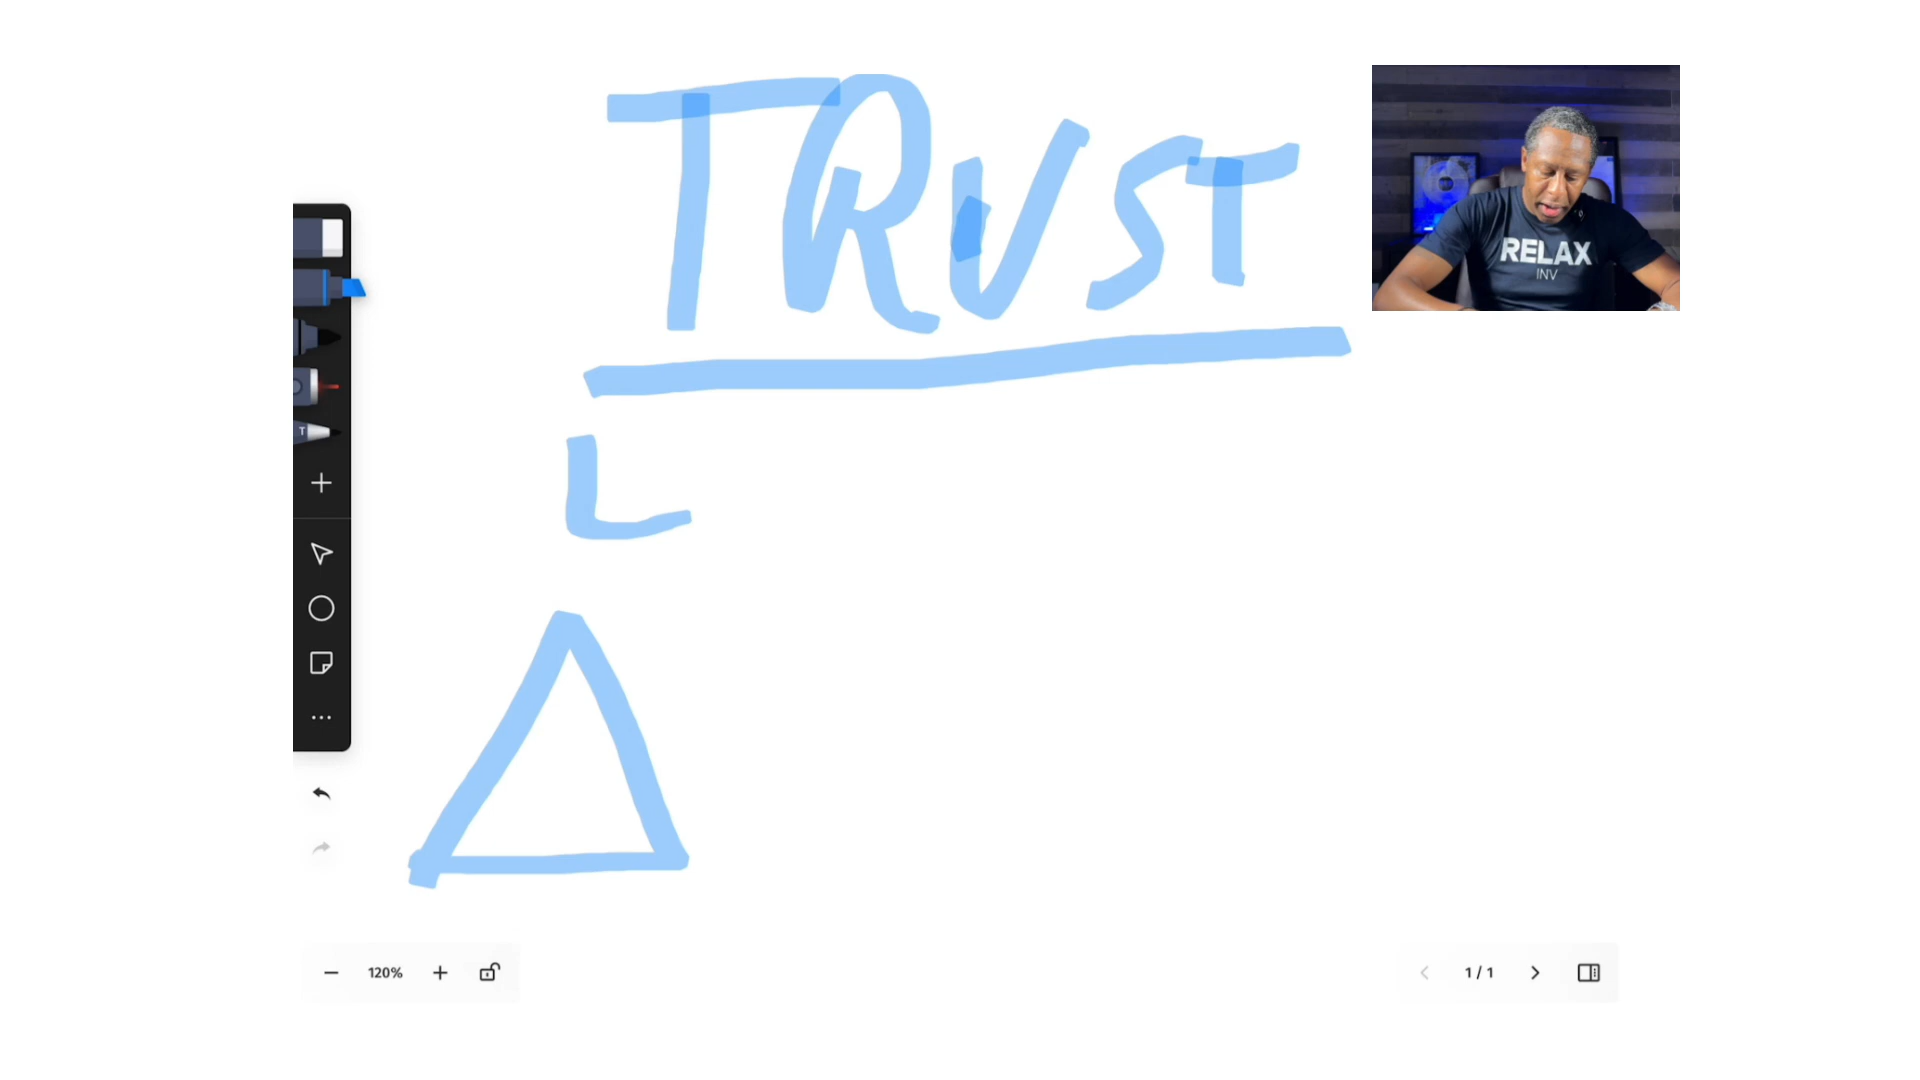 TRUST
RELAX
INV
L
T
120%
1 / 1